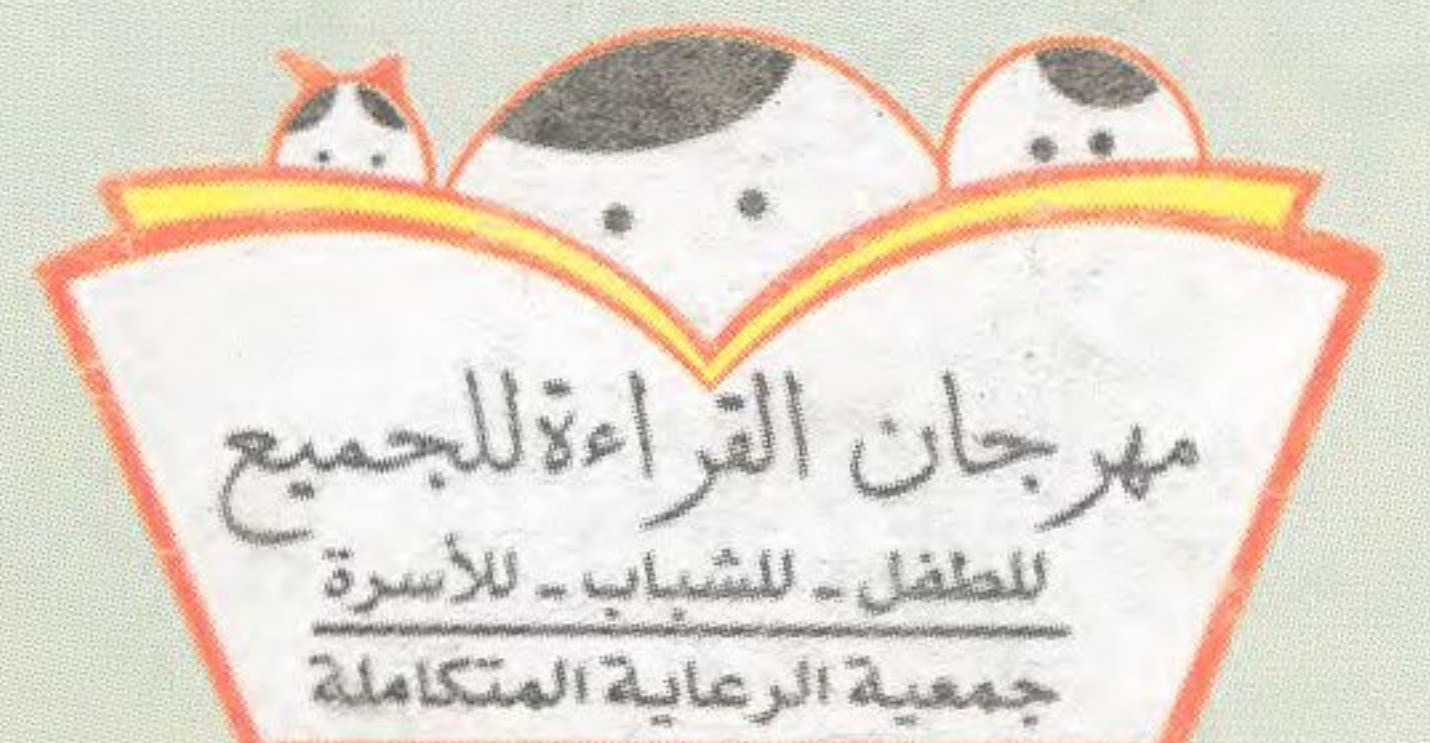 مهرجان القراءة للجميع
للطفل - للشباب - للأسرة
جمعية الرعاية المتكاملة